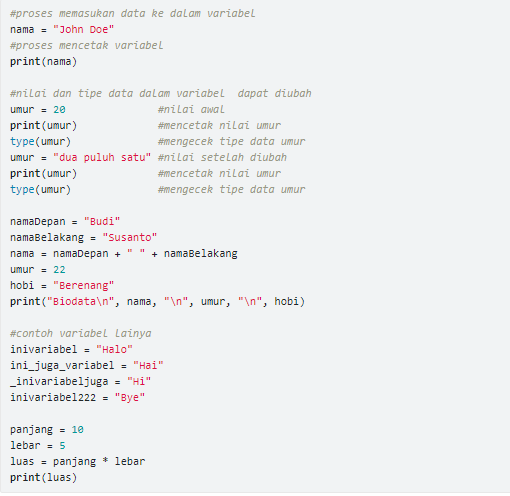 #proses memasukan data ke dalam variabel
nama = "John Doe"
#proses mencetak variabel
print(nama)
#nilai dan tipe data dalam variabel  dapat diubah
umur = 20               #nilai awal
print(umur)             #mencetak nilai umur
type(umur)              #mengecek tipe data umur
umur = "dua puluh satu" #nilai setelah diubah
print(umur)             #mencetak nilai umur
type(umur)              #mengecek tipe data umur
namaDepan = "Budi"
namaBelakang = "Susanto"
nama = namaDepan + " " + namaBelakang
umur = 22
hobi = "Berenang"
print("Biodata\n", nama, "\n", umur, "\n", hobi)
#contoh variabel lainya
inivariabel = "Halo"
ini_juga_variabel = "Hai"
_inivariabeljuga = "Hi"
inivariabel222 = "Bye"
panjang = 10
lebar = 5
luas = panjang * lebar
print(luas)